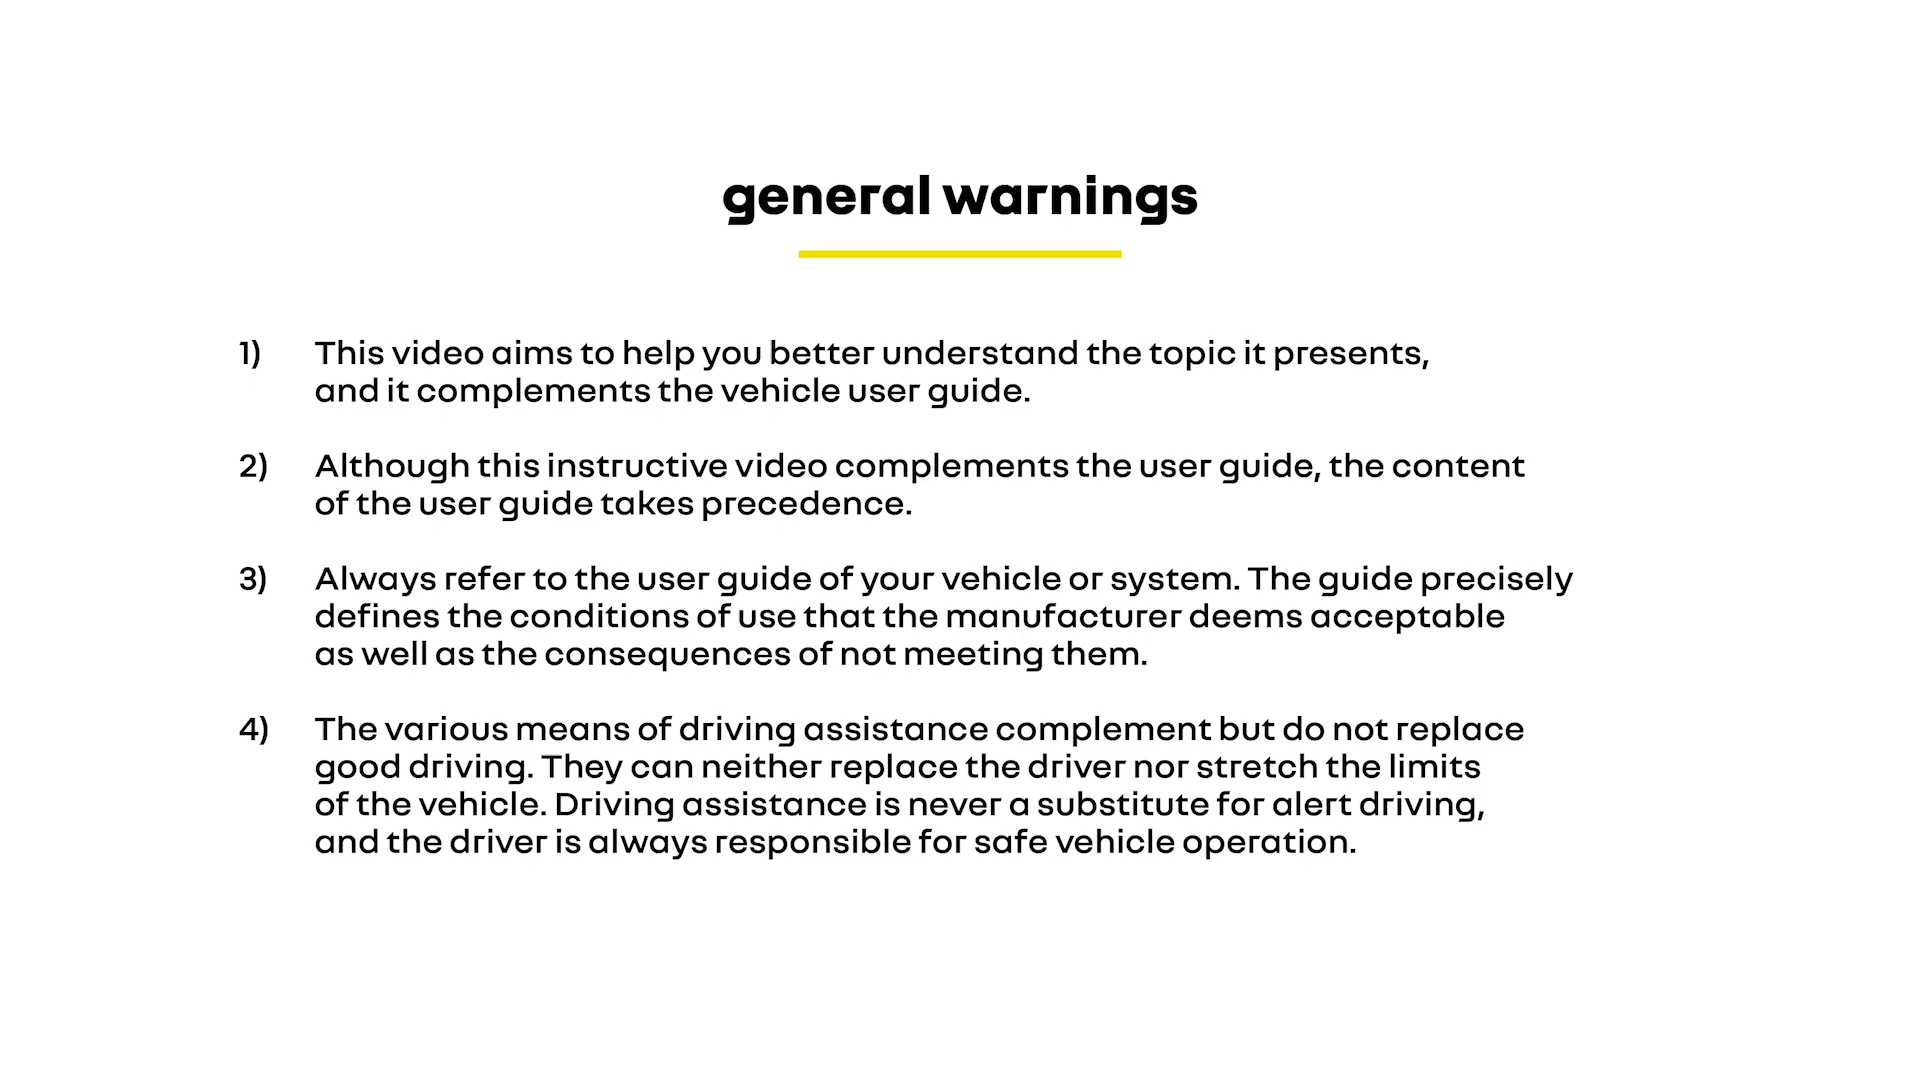 general warnings
1) This video aims to help you better understand the topic it presents,
and it complements the vehicle user guide.
2) Although this instructive video complements the user guide, the content
of the user guide takes precedence.
3) Always refer to the user guide of your vehicle or system. The guide precisely
defines the conditions of use that the manufacturer deems acceptable
as well as the consequences of not meeting them.
4) The various means of driving assistance complement but do not replace
good driving. They can neither replace the driver nor stretch the limits
of the vehicle. Driving assistance is never a substitute for alert driving,
and the driver is always responsible for safe vehicle operation.